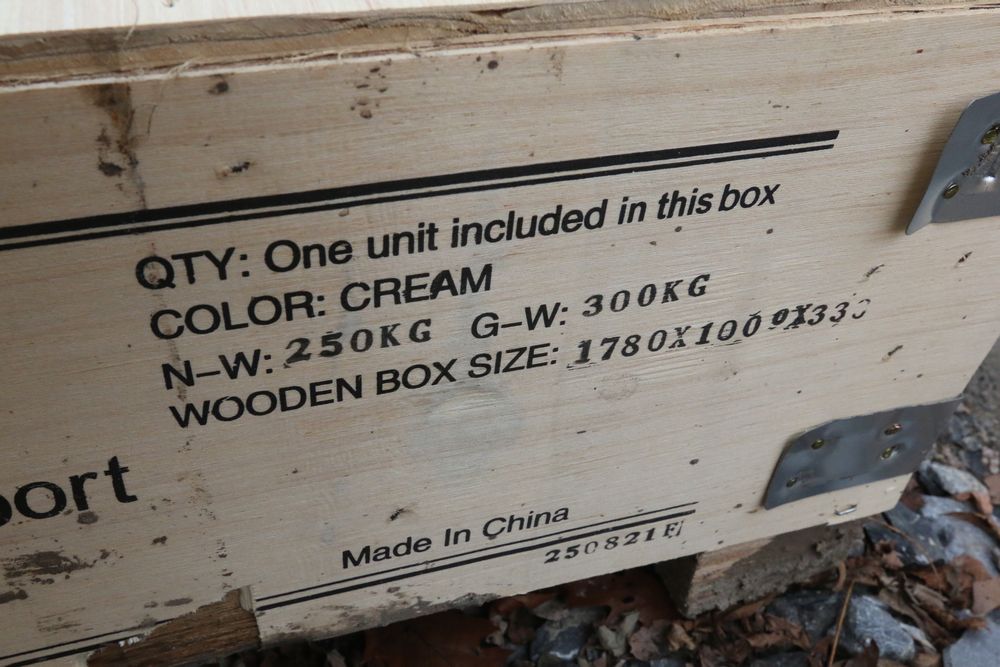 QTY: One unit included in this box
COLOR: CREAM
N-W: 250KG G-W: 300KG
WOODEN BOX SIZE:
port
Made In China
250821E